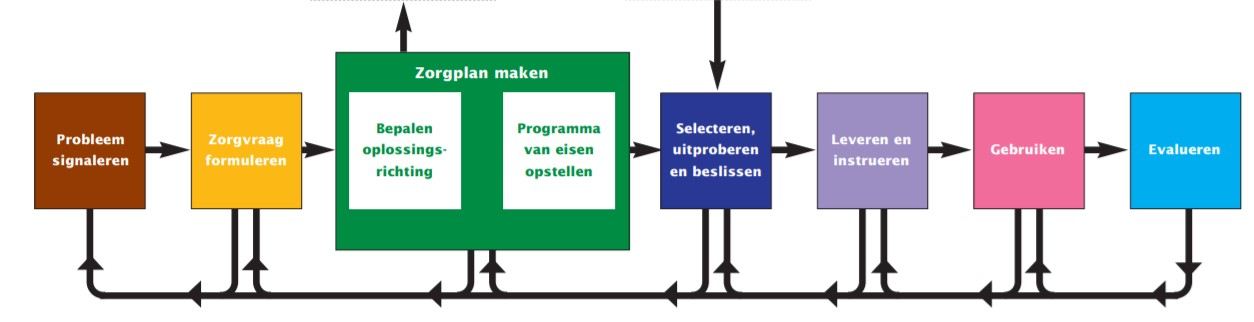 Probleem
signaleren
Zorgvraag
formuleren
Zorgplan maken
Bepalen
oplossings-
richting
Programma
van eisen
opstellen
Selecteren,
uitproberen
en beslissen
Leveren en
instrueren
Gebruiken
Evalueren